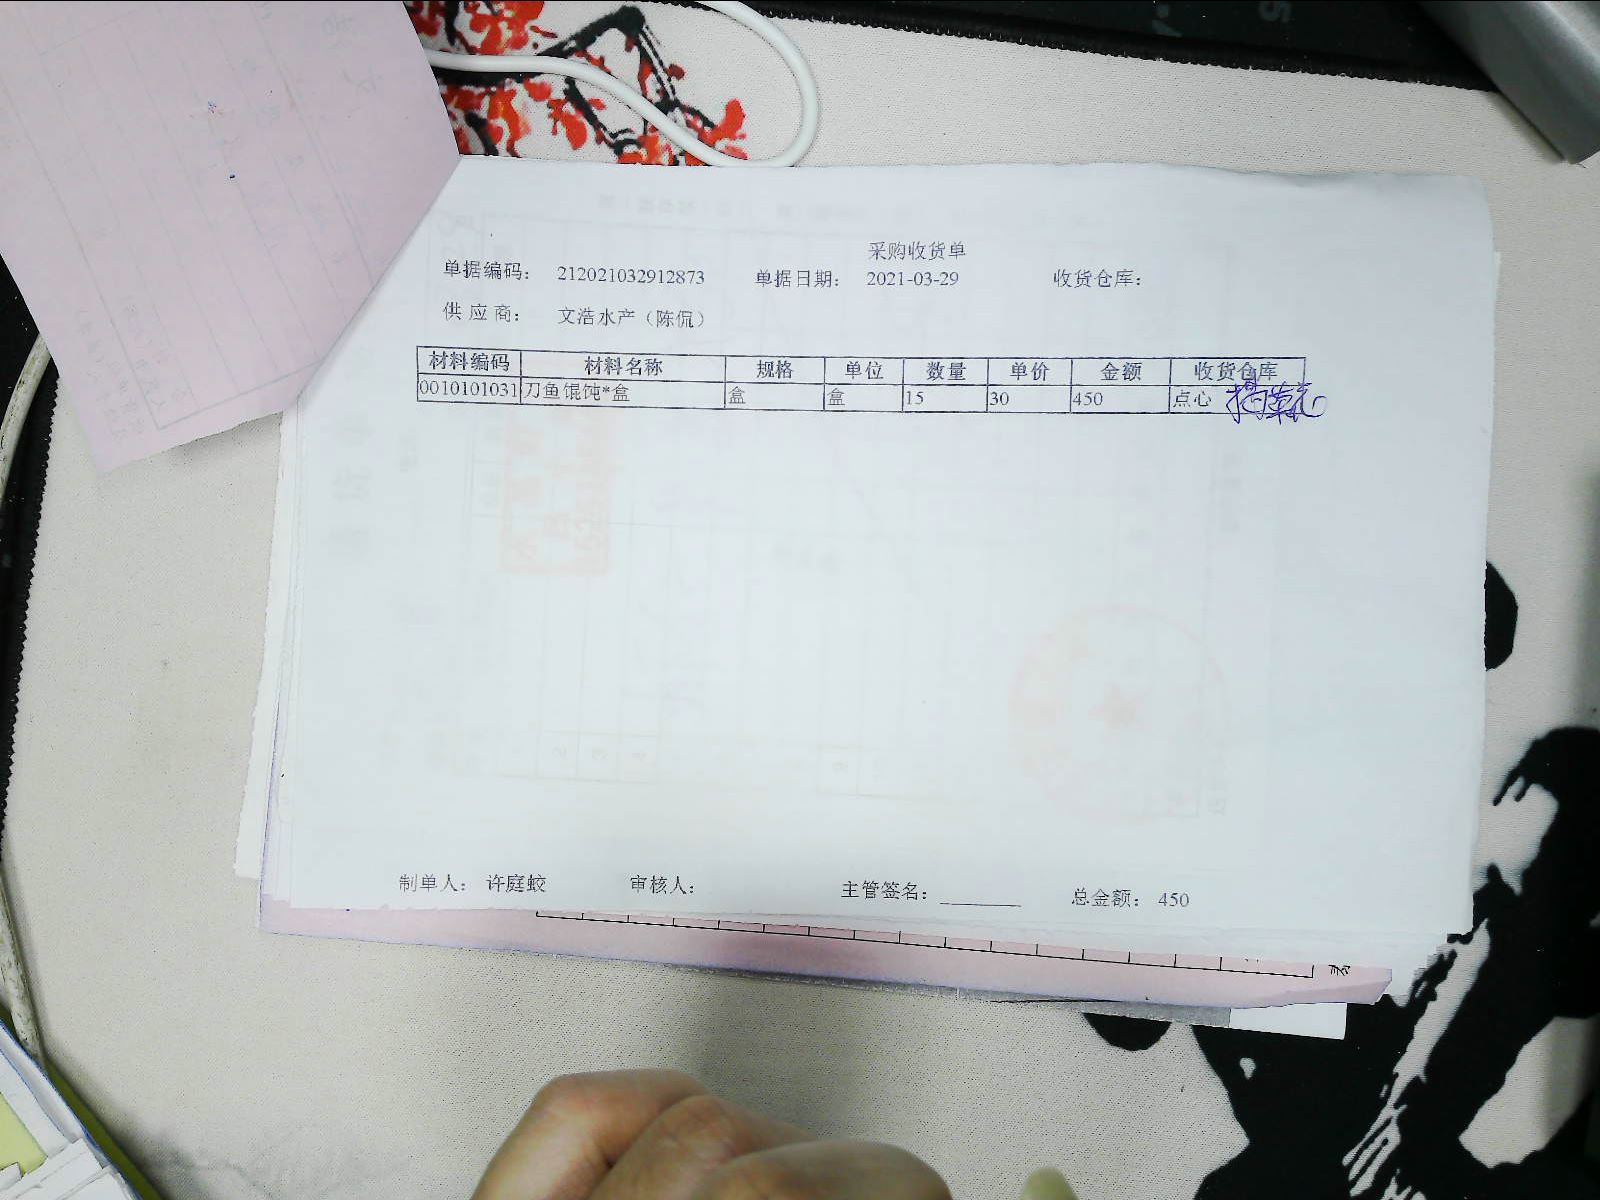 采购收货单
单据编码： 212021032912873 单据日期： 2021-03-29 收货仓库：
供 应 商： 文浩水产（陈侃）
材料编码 材料名称 规格 单位 数量 单价 金额 收货仓库
0010101031 刀鱼馄饨*盒 盒 盒 15 30 450 点心
制单人： 许庭蛟 审核人： 主管签名：________ 总金额： 450